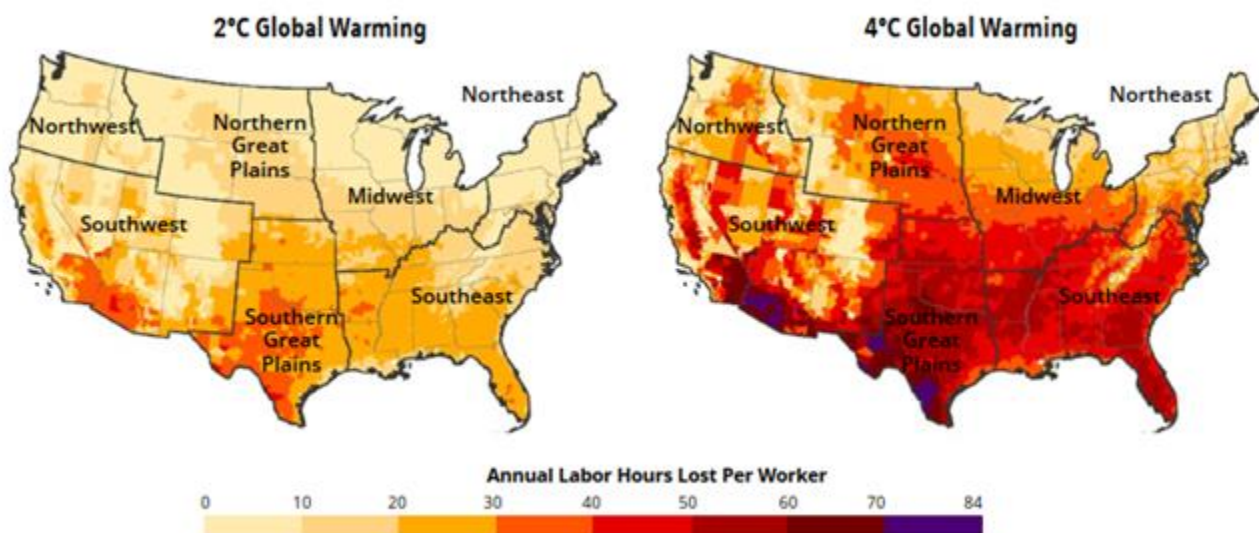 2°C Global Warming
4°C Global Warming
Northeast
Northwest
Northern
Great
Plains
Midwest
Southwest
Southeast
Southern
Great
Plains
Northeast
Northwest
Northern
Great
Plains
Midwest
Southwest
Southeast
Southern
Great
Plains
Annual Labor Hours Lost Per Worker
0 10 20 30 40 50 60 70 84